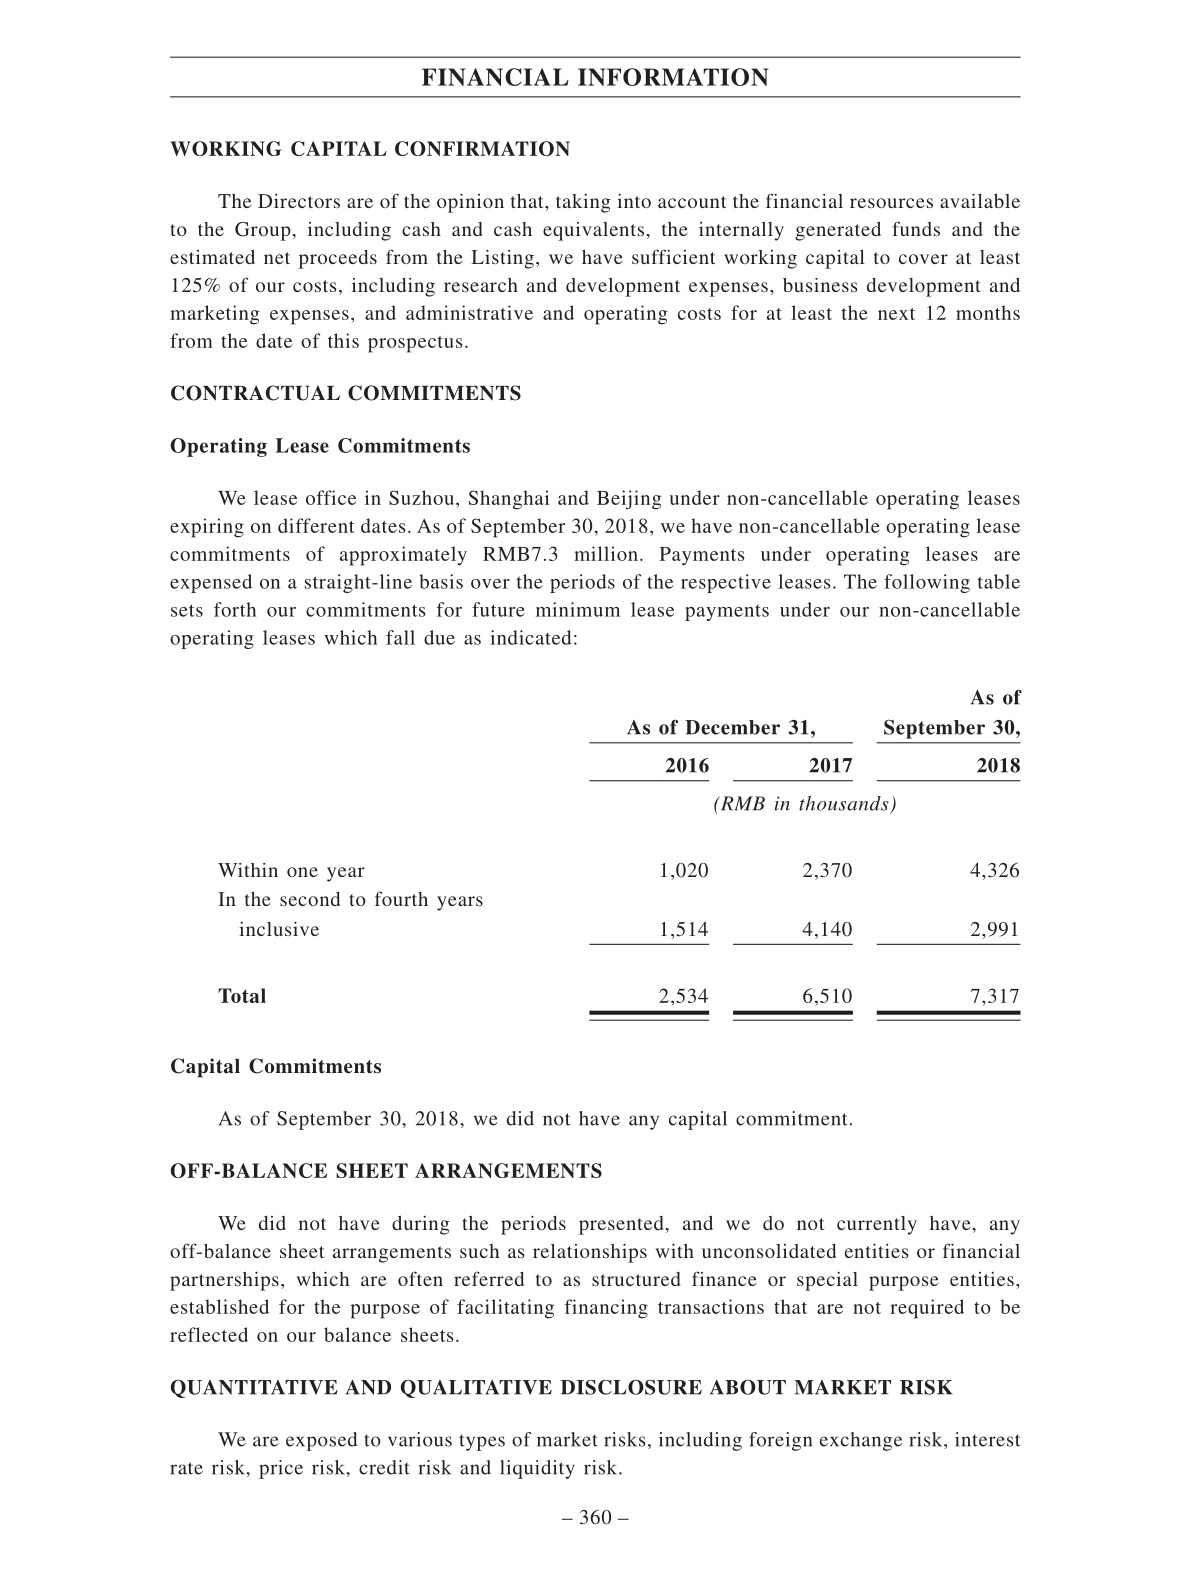 FINANCIAL INFORMATION
WORKING CAPITAL CONFIRMATION
The Directors are of the opinion that, taking into account the financial resources available
to the Group, including cash and cash equivalents, the internally generated funds and the
estimated net proceeds from the Listing, we have sufficient working capital to cover at least
125% of our costs, including research and development expenses, business development and
marketing expenses, and administrative and operating costs for at least the next 12 months
from the date of this prospectus.
CONTRACTUAL COMMITMENTS
Operating Lease Commitments
We lease office in Suzhou, Shanghai and Beijing under non-cancellable operating leases
expiring on different dates. As of September 30, 2018, we have non-cancellable operating lease
commitments of approximately RMB7.3 million. Payments under operating leases are
expensed on a straight-line basis over the periods of the respective leases. The following table
sets forth our commitments for future minimum lease payments under our non-cancellable
operating leases which fall due as indicated:
As of
As of December 31, September 30,
2016 2017 2018
(RMB in thousands)
Within one year 1,020 2,370 4,326
In the second to fourth years
inclusive 1,514 4,140 2,991
Total 2,534 6,510 7,317
Capital Commitments
As of September 30, 2018, we did not have any capital commitment.
OFF-BALANCE SHEET ARRANGEMENTS
We did not have during the periods presented, and we do not currently have, any
off-balance sheet arrangements such as relationships with unconsolidated entities or financial
partnerships, which are often referred to as structured finance or special purpose entities,
established for the purpose of facilitating financing transactions that are not required to be
reflected on our balance sheets.
QUANTITATIVE AND QUALITATIVE DISCLOSURE ABOUT MARKET RISK
We are exposed to various types of market risks, including foreign exchange risk, interest
rate risk, price risk, credit risk and liquidity risk.
– 360 –